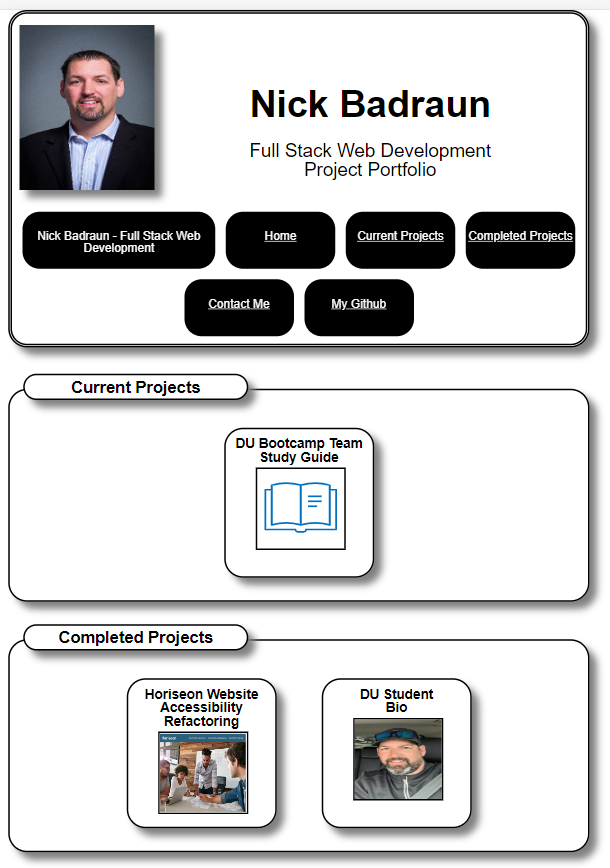 Nick Badraun
Full Stack Web Development
Project Portfolio
Nick Badraun - Full Stack Web
Development
Home
Current Projects
Completed Projects
Contact Me
My Github
Current Projects
DU Bootcamp Team
Study Guide
Completed Projects
Horiseon Website
Accessibility
Refactoring
DU Student
Bio